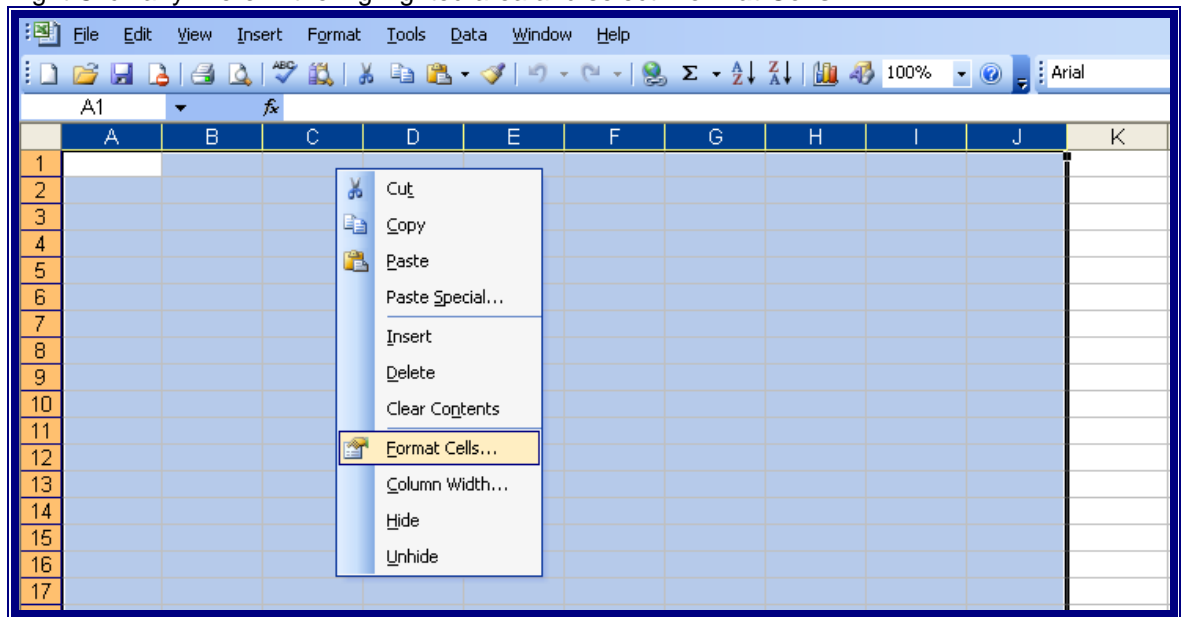 File Edit View Insert Format Tools Data Window Help
ABC Σ 100% Arial
A1 fx
A B C D E F G H I J K
1
2
3
4
5
6
7
8
9
10
11
12
13
14
15
16
17
Cut
Copy
Paste
Paste Special...
Insert
Delete
Clear Contents
Format Cells...
Column Width...
Hide
Unhide